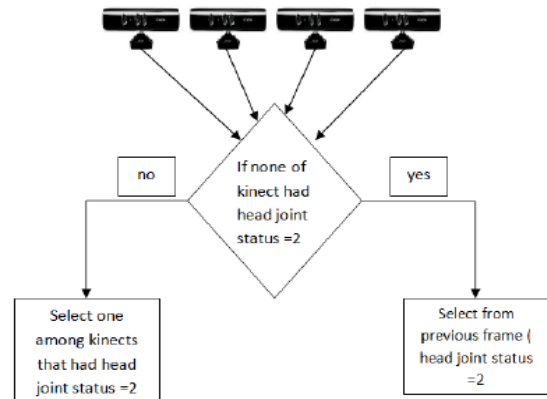 If none of
kinect had
head joint
status =2
no
yes
Select one
among kinects
that had head
joint status =2
Select from
previous frame (
head joint status
=2